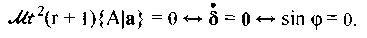 𝓜t²(r + 1){A|𝐚} = 0 ↔ 𝛅̇ = 𝟎 ↔ sin φ = 0.